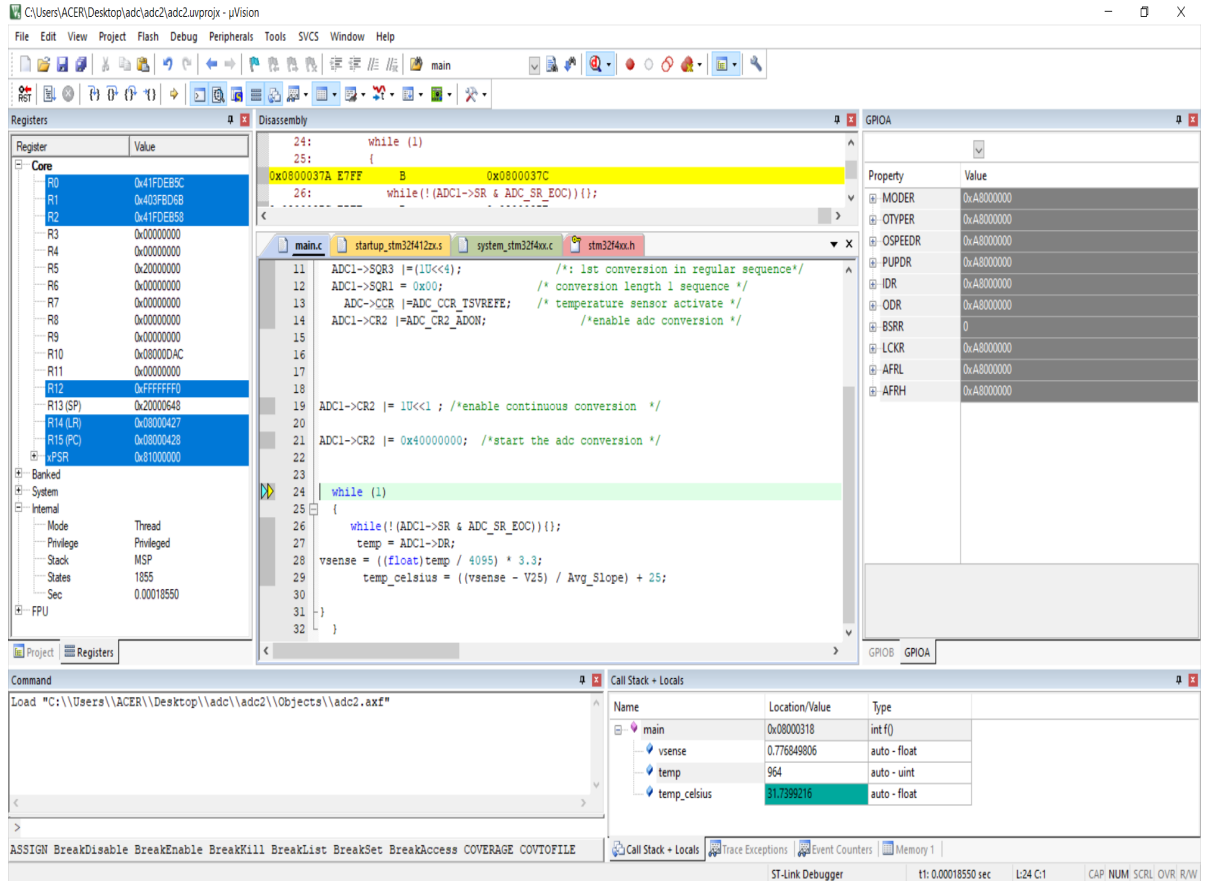 C:\Users\ACER\Desktop\adc\adc2\adc2.uvprojx - µVision
File Edit View Project Flash Debug Peripherals Tools SVCS Window Help
main
RST
Registers
Register Value
Core
R0 0x41FDEB5C
R1 0x403FBD6B
R2 0x41FDEB58
R3 0x00000000
R4 0x00000000
R5 0x20000000
R6 0x00000000
R7 0x00000000
R8 0x00000000
R9 0x00000000
R10 0x08000DAC
R11 0x00000000
R12 0xFFFFFFF0
R13 (SP) 0x20000648
R14 (LR) 0x08000427
R15 (PC) 0x08000428
xPSR 0x81000000
Banked
System
Internal
Mode Thread
Privilege Privileged
Stack MSP
States 1855
Sec 0.00018550
FPU
Project Registers
Disassembly
24: while (1)
25: {
0x0800037A E7FF B 0x0800037C
26: while(!(ADC1->SR & ADC_SR_EOC)){};
main.c startup_stm32f412zx.s system_stm32f4xx.c stm32f4xx.h
11 ADC1->SQR3 |=(1U<<4); /*: 1st conversion in regular sequence*/
12 ADC1->SQR1 = 0x00; /* conversion length 1 sequence */
13 ADC->CCR |=ADC_CCR_TSVREFE; /* temperature sensor activate */
14 ADC1->CR2 |=ADC_CR2_ADON; /*enable adc conversion */
15
16
17
18
19 ADC1->CR2 |= 1U<<1 ; /*enable continuous conversion */
20
21 ADC1->CR2 |= 0x40000000; /*start the adc conversion */
22
23
24 while (1)
25 {
26 while(!(ADC1->SR & ADC_SR_EOC)){};
27 temp = ADC1->DR;
28 vsense = ((float)temp / 4095) * 3.3;
29 temp_celsius = ((vsense - V25) / Avg_Slope) + 25;
30
31 }
32 }
GPIOA
Property Value
MODER 0xA8000000
OTYPER 0xA8000000
OSPEEDR 0xA8000000
PUPDR 0xA8000000
IDR 0xA8000000
ODR 0xA8000000
BSRR 0
LCKR 0xA8000000
AFRL 0xA8000000
AFRH 0xA8000000
GPIOB GPIOA
Command
Load "C:\\Users\\ACER\\Desktop\\adc\\adc2\\Objects\\adc2.axf"
>
ASSIGN BreakDisable BreakEnable BreakKill BreakList BreakSet BreakAccess COVERAGE COVTOFILE
Call Stack + Locals
Name Location/Value Type
main 0x08000318 int f()
vsense 0.776849806 auto - float
temp 964 auto - uint
temp_celsius 31.7399216 auto - float
Call Stack + Locals Trace Exceptions Event Counters Memory 1
ST-Link Debugger t1: 0.00018550 sec L:24 C:1 CAP NUM SCRL OVR R/W